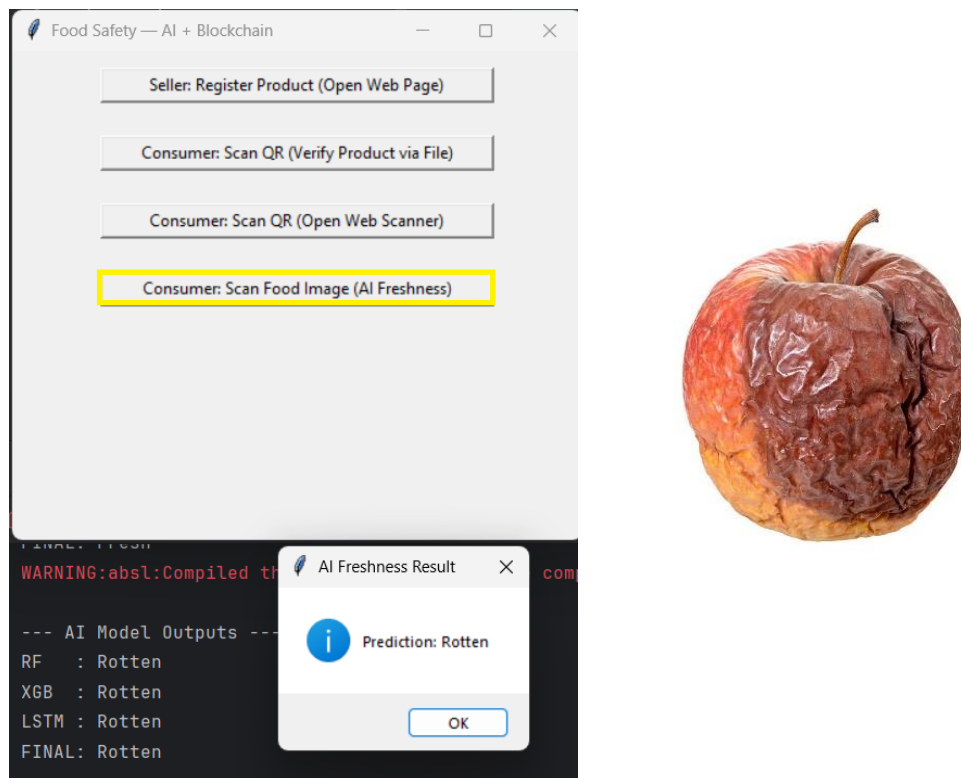 Food Safety — AI + Blockchain
Seller: Register Product (Open Web Page)
Consumer: Scan QR (Verify Product via File)
Consumer: Scan QR (Open Web Scanner)
Consumer: Scan Food Image (AI Freshness)
FINAL: Fresh
WARNING:absl:Compiled
AI Freshness Result
--- AI Model Outputs ---
Prediction: Rotten
RF : Rotten
XGB : Rotten
LSTM : Rotten
OK
FINAL: Rotten